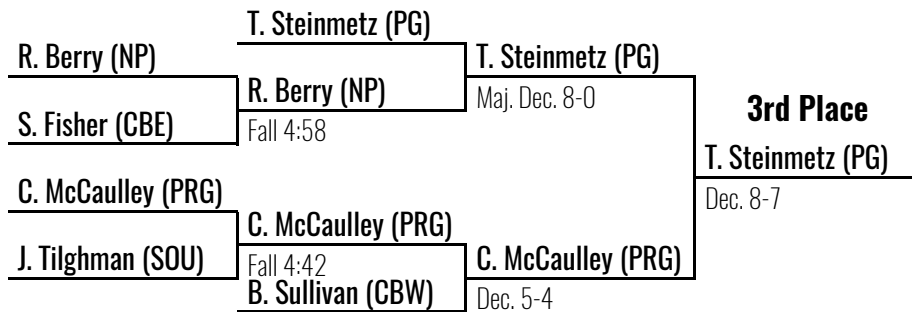 T. Steinmetz (PG)
R. Berry (NP)
T. Steinmetz (PG)
R. Berry (NP)
Maj. Dec. 8-0
3rd Place
S. Fisher (CBE)
Fall 4:58
T. Steinmetz (PG)
C. McCaulley (PRG)
Dec. 8-7
C. McCaulley (PRG)
J. Tilghman (SOU)
Fall 4:42
C. McCaulley (PRG)
B. Sullivan (CBW)
Dec. 5-4